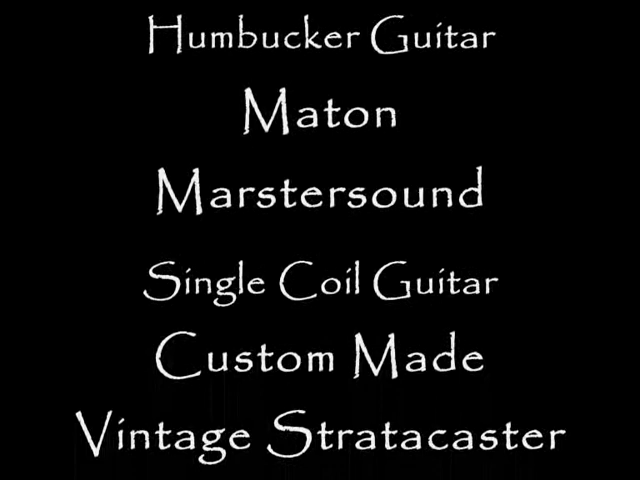 Humbucker Guitar
Maton
Marstersound
Single Coil Guitar
Custom Made
Vintage Stratacaster